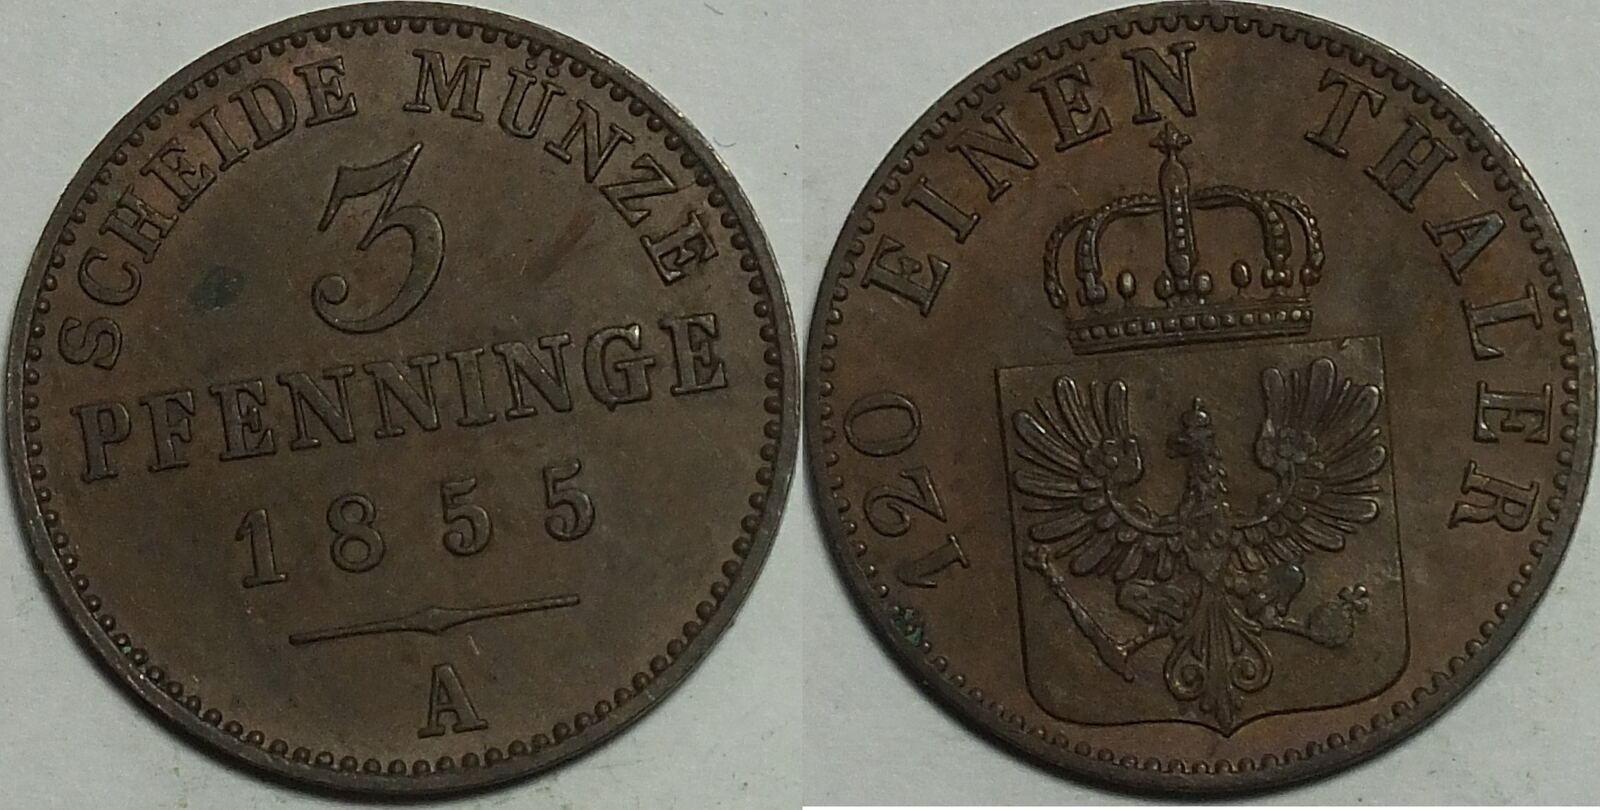 SCHEIDE MÜNZE
3
PFENNINGE
1855
A
120 EINEN THALER